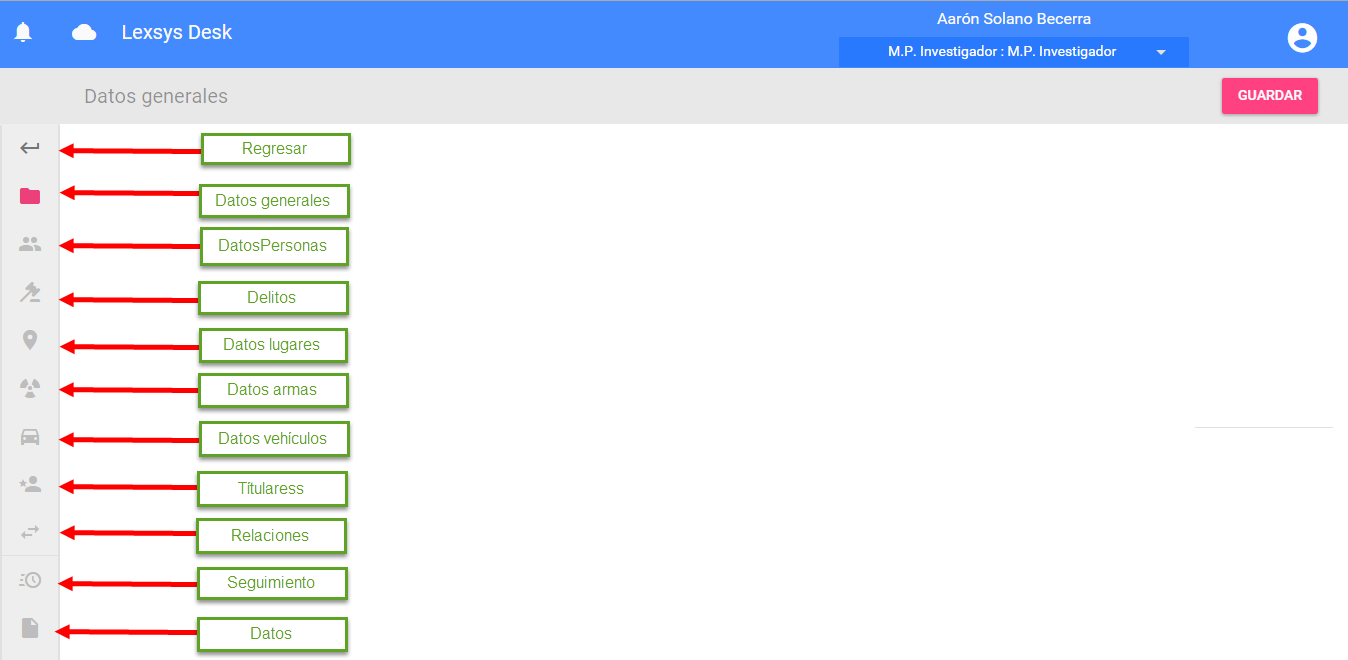 Aarón Solano Becerra
Lexsys Desk
M.P. Investigador : M.P. Investigador
Datos generales
GUARDAR
Regresar
Datos generales
DatosPersonas
Delitos
Datos lugares
Datos armas
Datos vehículos
Títularess
Relaciones
Seguimiento
Datos